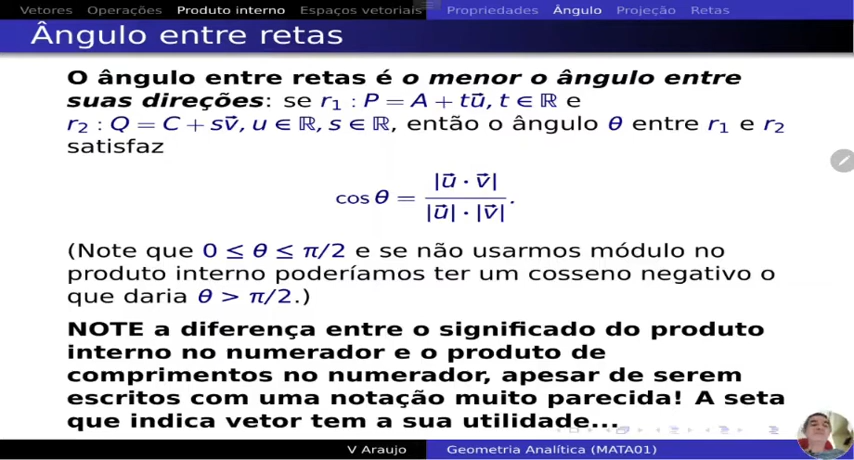 Vetores Operações Produto interno Espaços vetoriais Propriedades Ângulo Projeção Retas
Ângulo entre retas
O ângulo entre retas é o menor o ângulo entre
suas direções: se r₁ : P = A + tu⃗, t ∈ ℝ e
r₂ : Q = C + sv⃗, u ∈ ℝ, s ∈ ℝ, então o ângulo θ entre r₁ e r₂
satisfaz
cos θ = |u⃗ · v⃗| / |u⃗| · |v⃗|.
(Note que 0 ≤ θ ≤ π/2 e se não usarmos módulo no
produto interno poderíamos ter um cosseno negativo o
que daria θ > π/2.)
NOTE a diferença entre o significado do produto
interno no numerador e o produto de
comprimentos no numerador, apesar de serem
escritos com uma notação muito parecida! A seta
que indica vetor tem a sua utilidade...
V Araujo Geometria Analítica (MATA01)